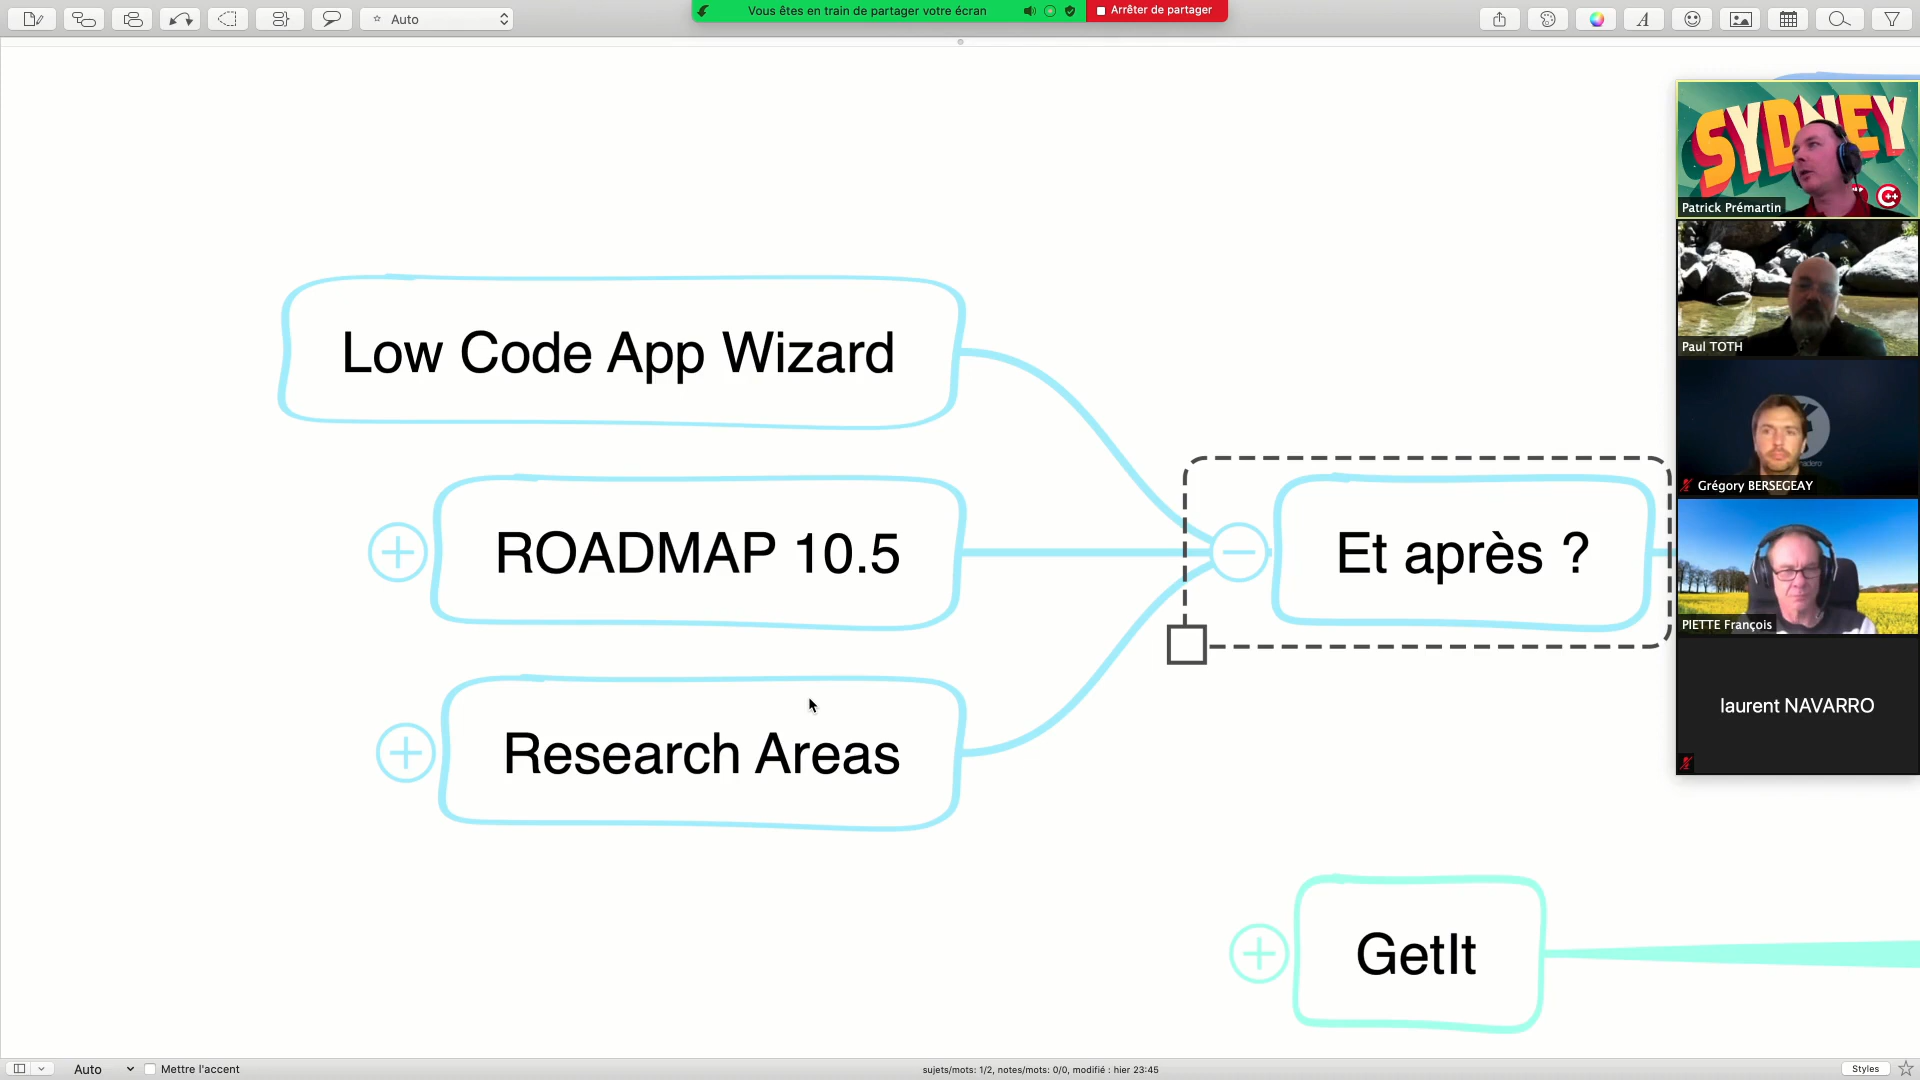 Auto
Vous êtes en train de partager votre écran
Arrêter de partager
SYDNEY
Patrick Prémartin
Paul TOTH
Grégory BERSEGEAY
PIETTE François
laurent NAVARRO
Low Code App Wizard
ROADMAP 10.5
Et après ?
Research Areas
GetIt
Auto
Mettre l'accent
sujets/mots: 1/2, notes/mots: 0/0, modifié : hier 23:45
Styles